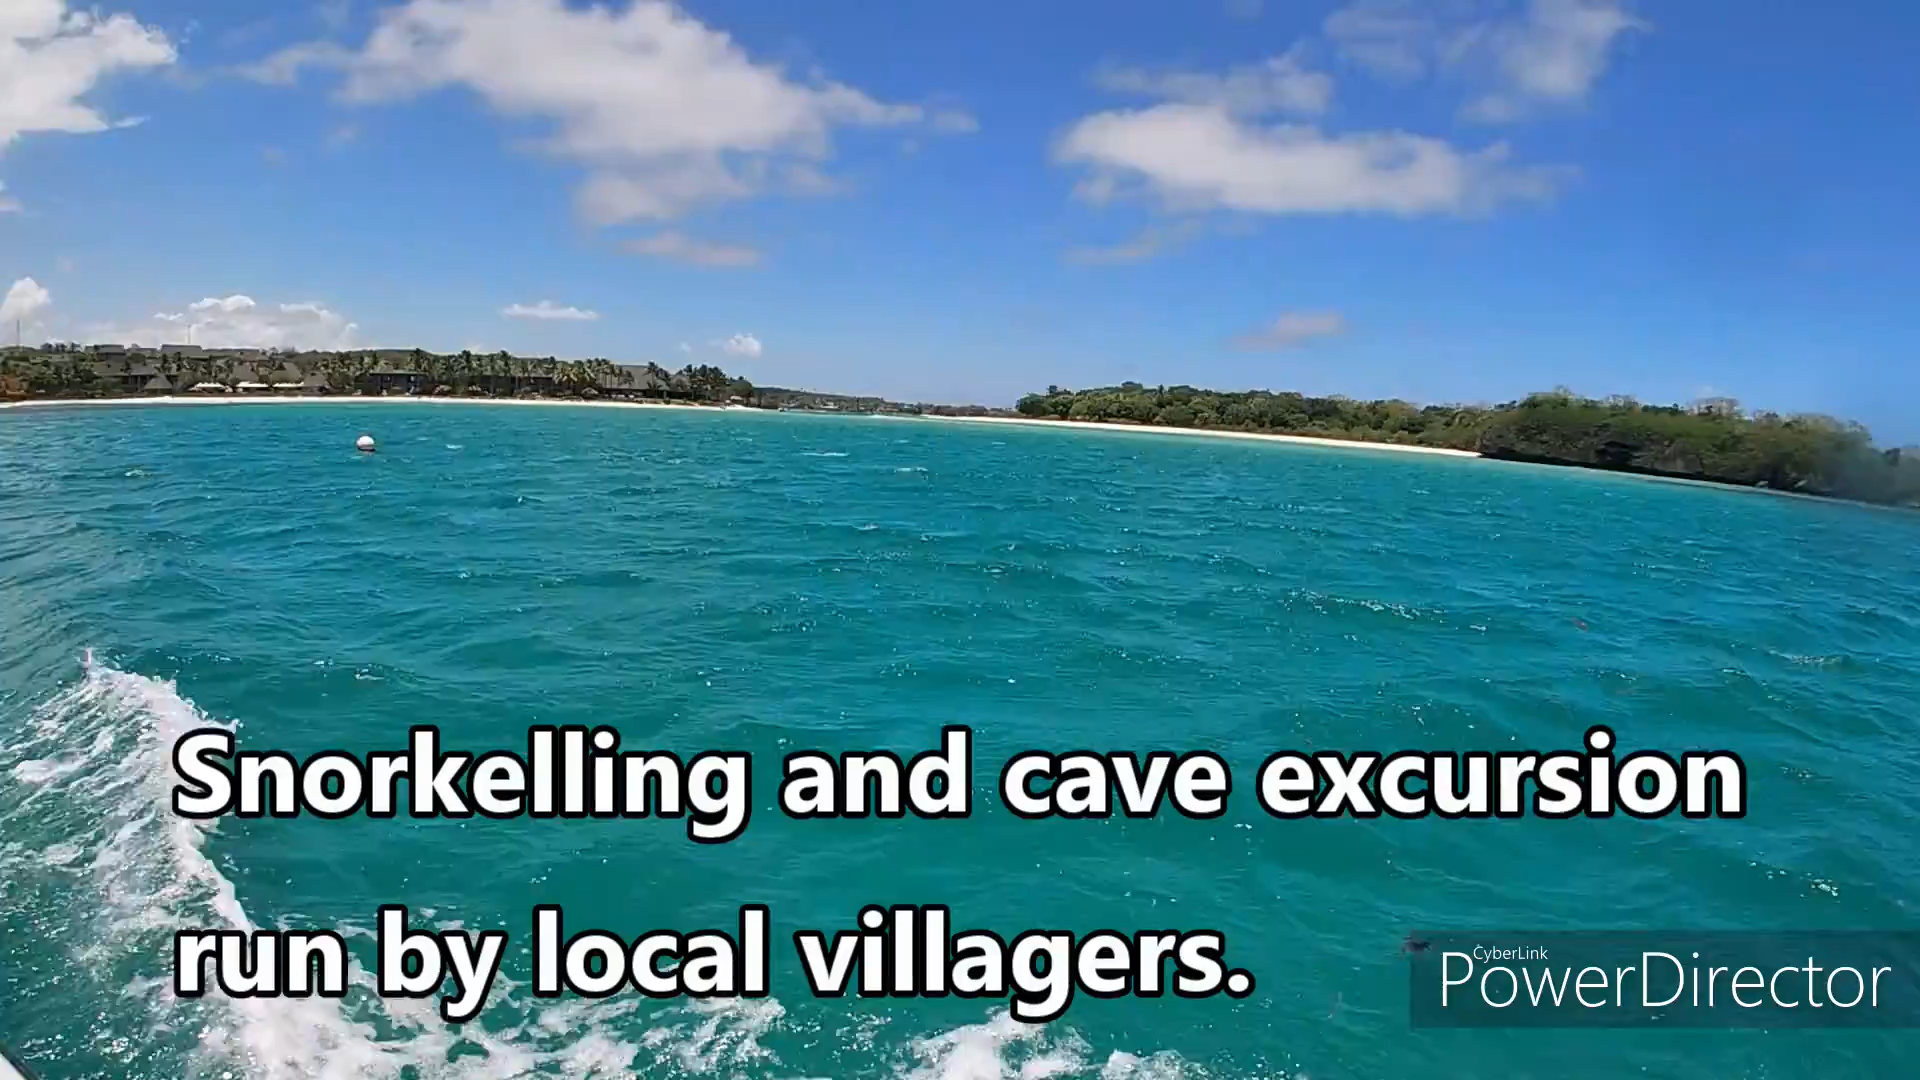 Snorkelling and cave excursion
run by local villagers.
CyberLink
PowerDirector